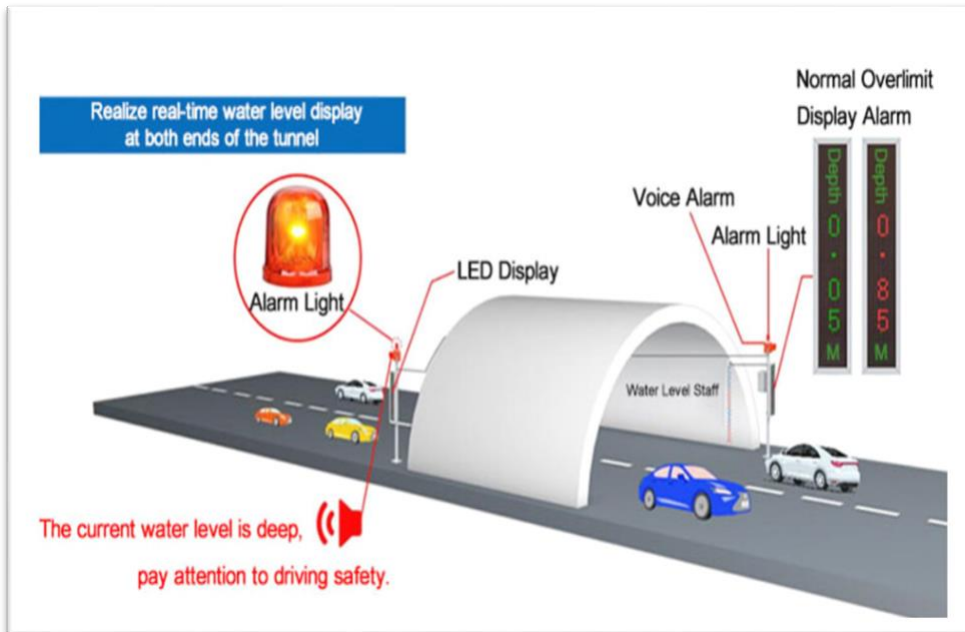 Realize real-time water level display
at both ends of the tunnel
Normal Overlimit
Display Alarm
Depth 0.05 M
Depth 0.85 M
Voice Alarm
Alarm Light
LED Display
Alarm Light
Water Level Staff
The current water level is deep,
pay attention to driving safety.